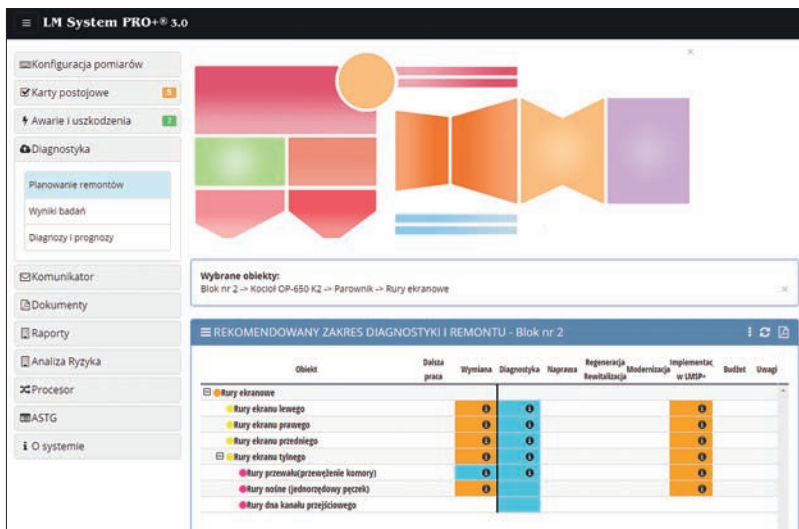 LM System PRO+® 3.0
Konfiguracja pomiarów
Karty postojowe 5
Awarie i uszkodzenia 2
Diagnostyka
Planowanie remontów
Wyniki badań
Diagnozy i prognozy
Komunikator
Dokumenty
Raporty
Analiza Ryzyka
Procesor
ASTG
O systemie
Wybrane obiekty:
Blok nr 2 -> Kocioł OP-650 K2 -> Parownik -> Rury ekranowe
REKOMENDOWANY ZAKRES DIAGNOSTYKI I REMONTU - Blok nr 2
Obiekt Dalsza praca Wymiana Diagnostyka Naprawa Regeneracja Rewitalizacja Modernizacja Implementac w LMSP+ Budżet Uwagi
Rury ekranowe
Rury ekranu lewego
Rury ekranu prawego
Rury ekranu przedniego
Rury ekranu tylnego
Rury przewału(przewężenie komory)
Rury nośne (jednorzędowy pęczek)
Rury dna kanału przejściowego